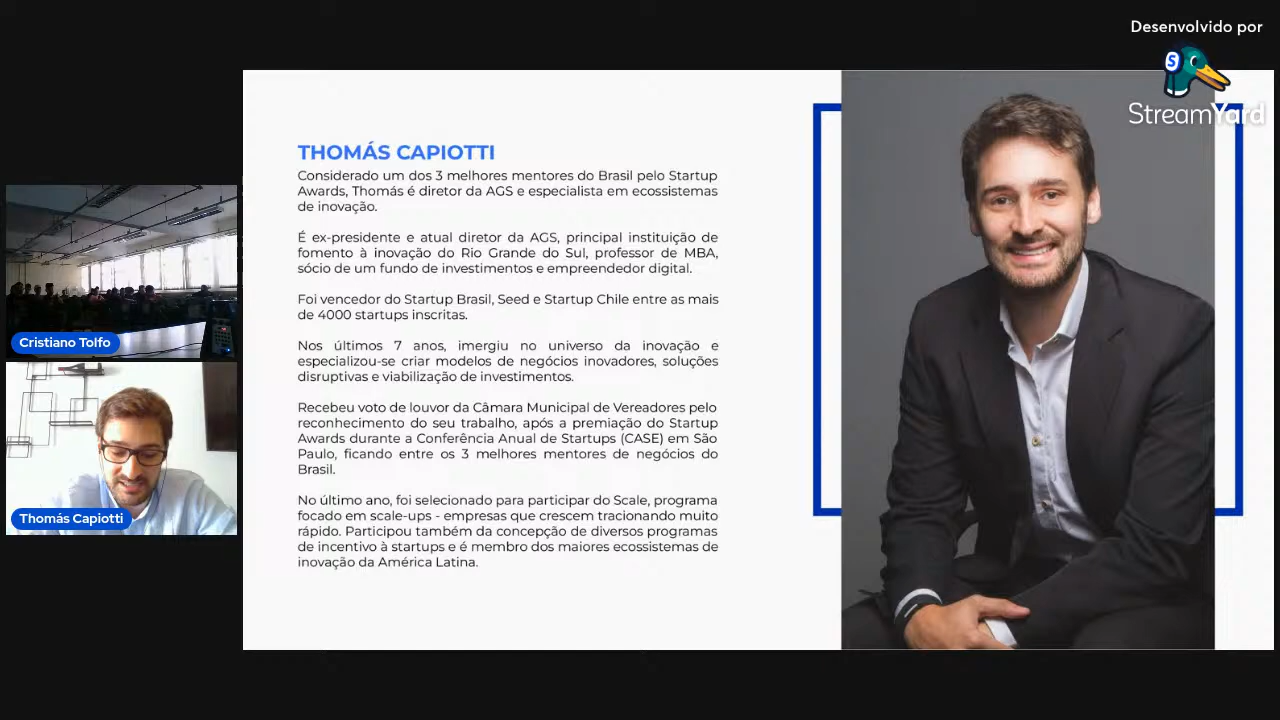 Desenvolvido por
S
StreamYard
THOMÁS CAPIOTTI
Considerado um dos 3 melhores mentores do Brasil pelo Startup
Awards, Thomás é diretor da AGS e especialista em ecossistemas
de inovação.
É ex-presidente e atual diretor da AGS, principal instituição de
fomento à inovação do Rio Grande do Sul, professor de MBA,
sócio de um fundo de investimentos e empreendedor digital.
Foi vencedor do Startup Brasil, Seed e Startup Chile entre as mais
de 4000 startups inscritas.
Nos últimos 7 anos, imergiu no universo da inovação e
especializou-se criar modelos de negócios inovadores, soluções
disruptivas e viabilização de investimentos.
Recebeu voto de louvor da Câmara Municipal de Vereadores pelo
reconhecimento do seu trabalho, após a premiação do Startup
Awards durante a Conferência Anual de Startups (CASE) em São
Paulo, ficando entre os 3 melhores mentores de negócios do
Brasil.
No último ano, foi selecionado para participar do Scale, programa
focado em scale-ups - empresas que crescem tracionando muito
rápido. Participou também da concepção de diversos programas
de incentivo à startups e é membro dos maiores ecossistemas de
inovação da América Latina.
Cristiano Tolfo
Thomás Capiotti